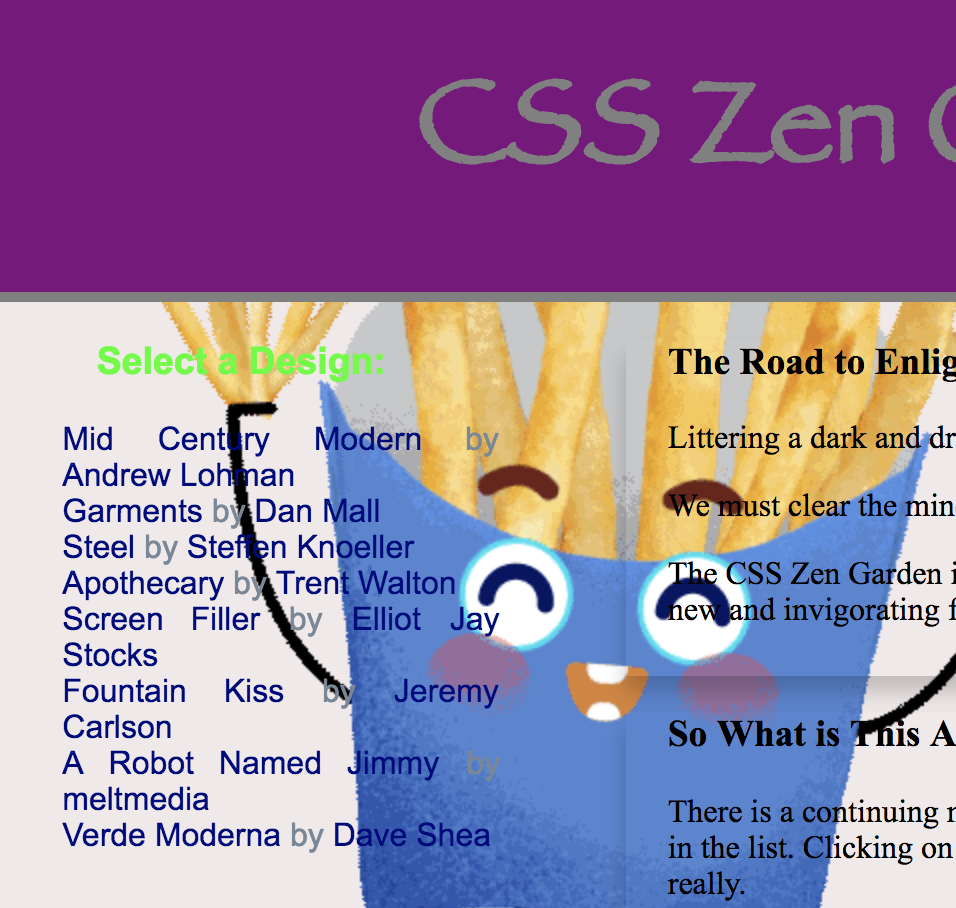 CSS Zen
Select a Design:
Mid Century Modern by
Andrew Lohman
Garments by Dan Mall
Steel by Steffen Knoeller
Apothecary by Trent Walton
Screen Filler by Elliot Jay
Stocks
Fountain Kiss by Jeremy
Carlson
A Robot Named Jimmy by
meltmedia
Verde Moderna by Dave Shea
The Road to Enlig
Littering a dark and dr
We must clear the min
The CSS Zen Garden i
new and invigorating f
So What is This A
There is a continuing n
in the list. Clicking on
really.